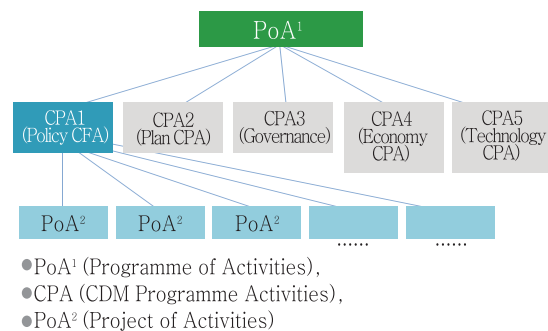 PoA¹
CPA1
(Policy CFA)
CPA2
(Plan CPA)
CPA3
(Governance)
CPA4
(Economy
CPA)
CPA5
(Technology
CPA)
PoA²
PoA²
PoA²
......
......
●PoA¹ (Programme of Activities),
●CPA (CDM Programme Activities),
●PoA² (Project of Activities)